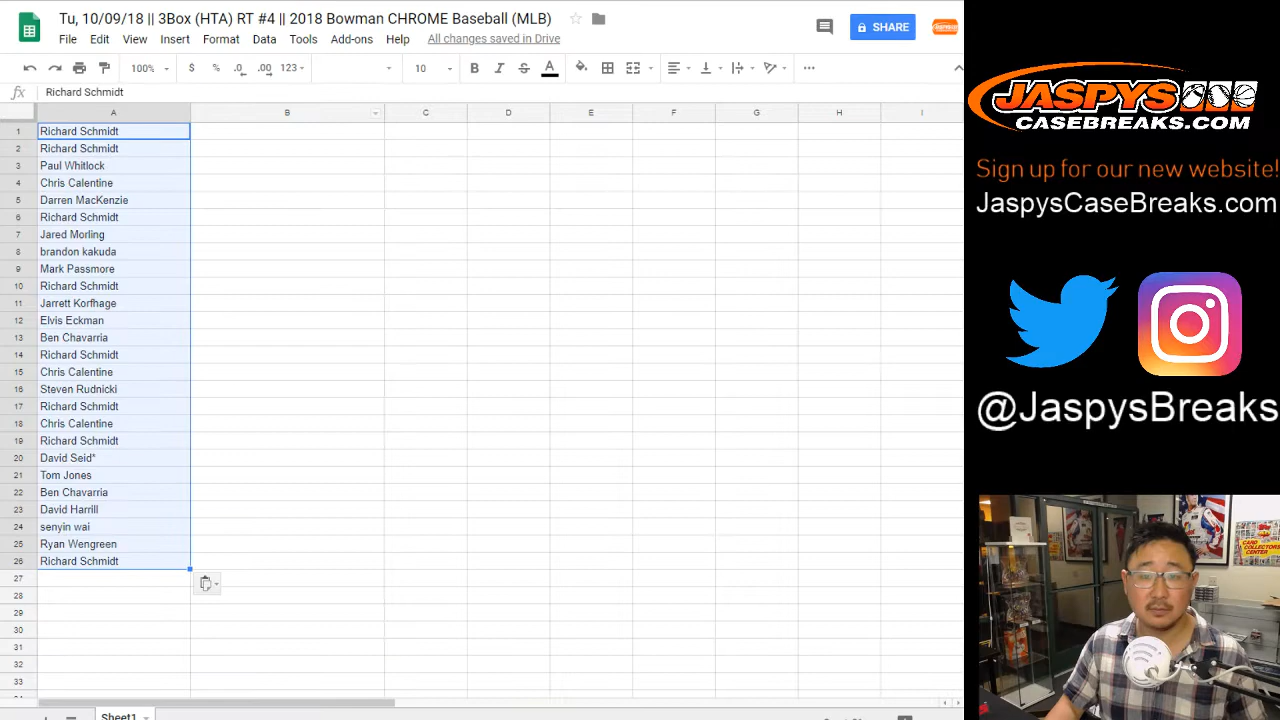 Tu, 10/09/18 || 3Box (HTA) RT #4 || 2018 Bowman CHROME Baseball (MLB)
File Edit View Insert Format Data Tools Add-ons Help All changes saved in Drive
SHARE
100% $ % .0 .00 123 10 B I S A
fx Richard Schmidt
A B C D E F G H I
1 Richard Schmidt
2 Richard Schmidt
3 Paul Whitlock
4 Chris Calentine
5 Darren MacKenzie
6 Richard Schmidt
7 Jared Morling
8 brandon kakuda
9 Mark Passmore
10 Richard Schmidt
11 Jarrett Korfhage
12 Elvis Eckman
13 Ben Chavarria
14 Richard Schmidt
15 Chris Calentine
16 Steven Rudnicki
17 Richard Schmidt
18 Chris Calentine
19 Richard Schmidt
20 David Seid*
21 Tom Jones
22 Ben Chavarria
23 David Harrill
24 senyin wai
25 Ryan Wengreen
26 Richard Schmidt
27
28
29
30
31
32
33
Sheet1
JASPYS
CASEBREAKS.COM
Sign up for our new website!
JaspysCaseBreaks.com
@JaspysBreaks